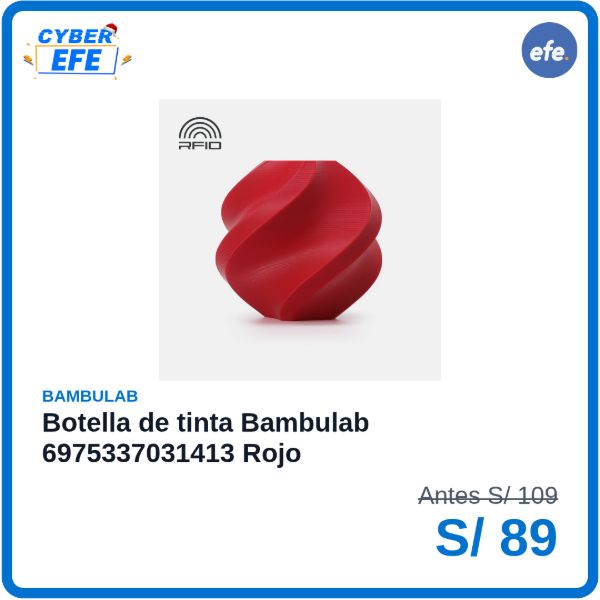 CYBER
EFE
efe.
RFID
BAMBULAB
Botella de tinta Bambulab
6975337031413 Rojo
Antes S/ 109
S/ 89